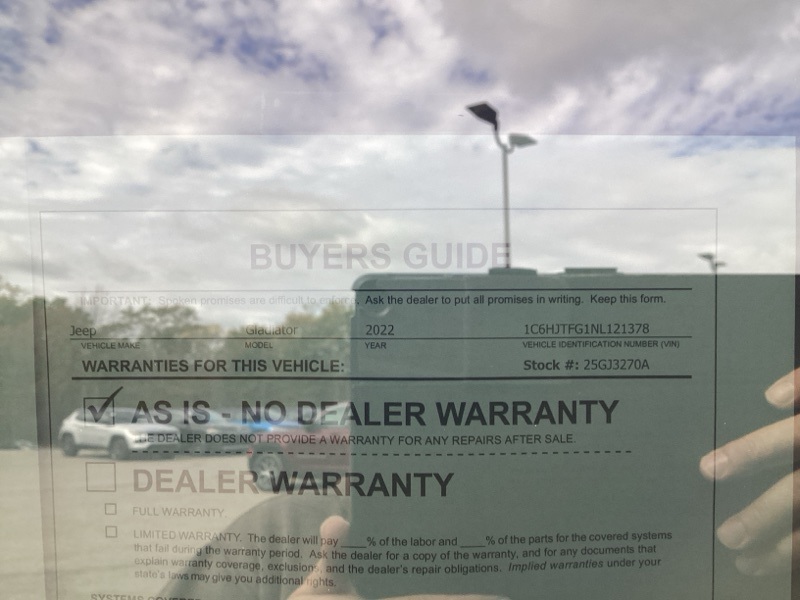 BUYERS GUIDE
IMPORTANT: Spoken promises are difficult to enforce. Ask the dealer to put all promises in writing. Keep this form.
Jeep Gladiator 2022 1C6HJTFG1NL121378
VEHICLE MAKE MODEL YEAR VEHICLE IDENTIFICATION NUMBER (VIN)
WARRANTIES FOR THIS VEHICLE: Stock #: 25GJ3270A
AS IS - NO DEALER WARRANTY
THE DEALER DOES NOT PROVIDE A WARRANTY FOR ANY REPAIRS AFTER SALE.
DEALER WARRANTY
FULL WARRANTY.
LIMITED WARRANTY. The dealer will pay ____% of the labor and ____% of the parts for the covered systems
that fail during the warranty period. Ask the dealer for a copy of the warranty, and for any documents that
explain warranty coverage, exclusions, and the dealer's repair obligations. Implied warranties under your
state's laws may give you additional rights.
SYSTEMS